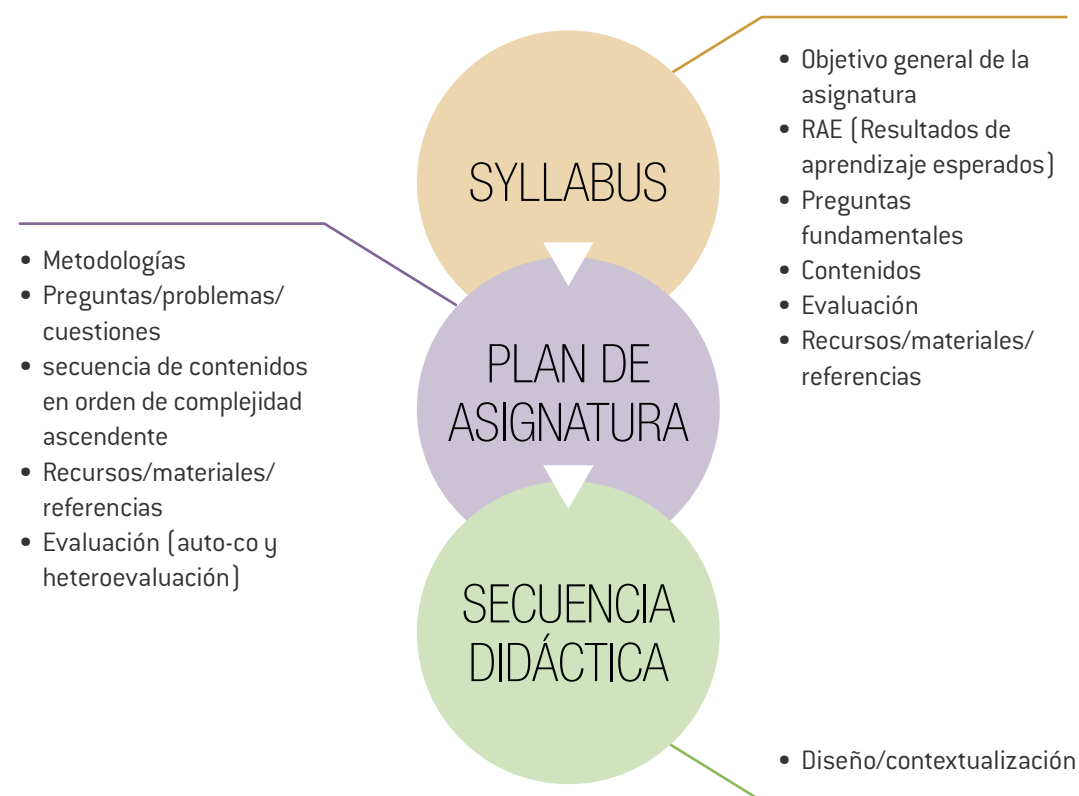 SYLLABUS
• Objetivo general de la
asignatura
• RAE (Resultados de
aprendizaje esperados)
• Preguntas
fundamentales
• Contenidos
• Evaluación
• Recursos/materiales/
referencias
PLAN DE
ASIGNATURA
• Metodologías
• Preguntas/problemas/
cuestiones
• secuencia de contenidos
en orden de complejidad
ascendente
• Recursos/materiales/
referencias
• Evaluación (auto-co y
heteroevaluación)
SECUENCIA
DIDÁCTICA
• Diseño/contextualización